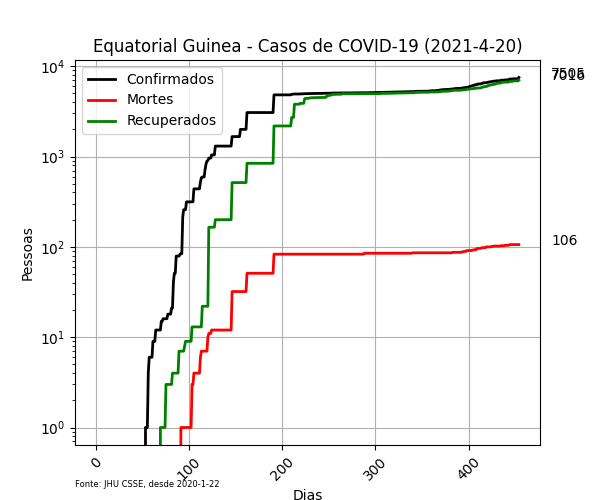 Equatorial Guinea - Casos de COVID-19 (2021-4-20)
Confirmados
Mortes
Recuperados
Pessoas
10⁴
10³
10²
10¹
10⁰
106
0
100
200
300
400
Dias
Fonte: JHU CSSE, desde 2020-1-22